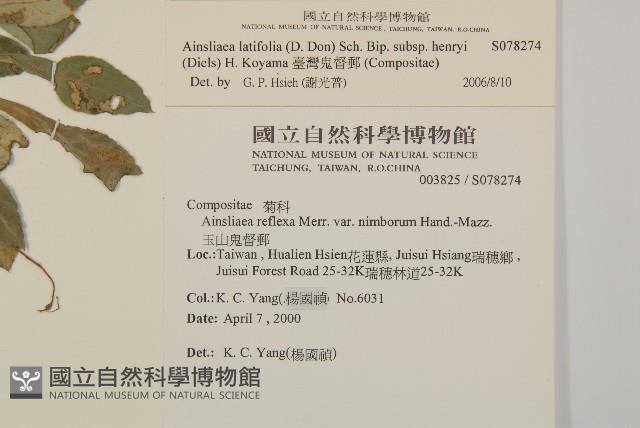 國立自然科學博物館
NATIONAL MUSEUM OF NATURAL SCIENCE, TAICHUNG, TAIWAN, R.O.CHINA
Ainsliaea latifolia (D. Don) Sch. Bip. subsp. henryi S078274
(Diels) H. Koyama 臺灣鬼督郵 (Compositae)
Det. by G. P. Hsieh (謝光普) 2006/8/10
國立自然科學博物館
NATIONAL MUSEUM OF NATURAL SCIENCE
TAICHUNG, TAIWAN, R.O.CHINA
003825 / S078274
Compositae 菊科
Ainsliaea reflexa Merr. var. nimborum Hand.-Mazz.
玉山鬼督郵
Loc.:Taiwan , Hualien Hsien花蓮縣, Juisui Hsiang瑞穗鄉 ,
Juisui Forest Road 25-32K瑞穗林道25-32K
Col.: K. C. Yang(楊國禎) No.6031
Date: April 7 , 2000
Det.: K. C. Yang(楊國禎)
國立自然科學博物館
NATIONAL MUSEUM OF NATURAL SCIENCE